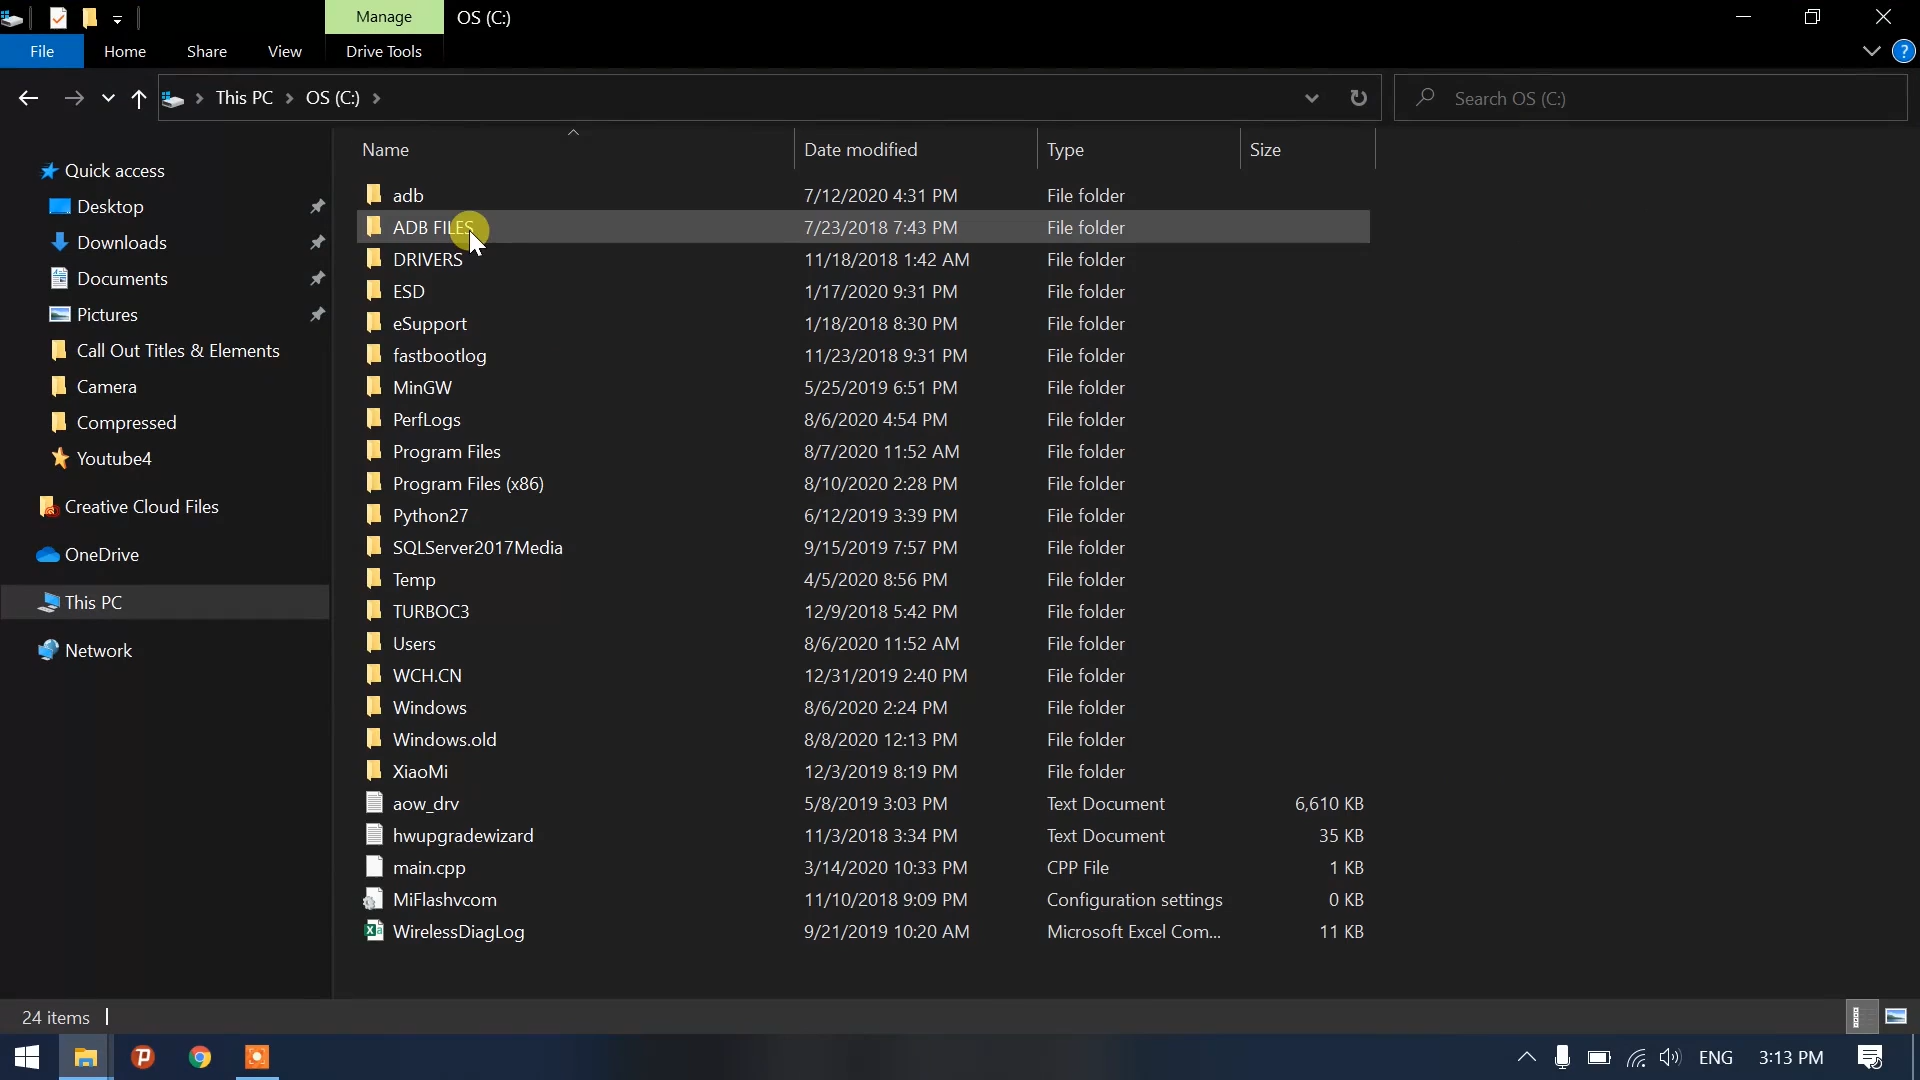 Manage
OS (C:)
File
Home
Share
View
Drive Tools
?
This PC
OS (C:)
Search OS (C:)
Name
Date modified
Type
Size
Quick access
Desktop
Downloads
Documents
Pictures
Call Out Titles & Elements
Camera
Compressed
Youtube4
Creative Cloud Files
OneDrive
This PC
Network
adb 7/12/2020 4:31 PM File folder
ADB FILES 7/23/2018 7:43 PM File folder
DRIVERS 11/18/2018 1:42 AM File folder
ESD 1/17/2020 9:31 PM File folder
eSupport 1/18/2018 8:30 PM File folder
fastbootlog 11/23/2018 9:31 PM File folder
MinGW 5/25/2019 6:51 PM File folder
PerfLogs 8/6/2020 4:54 PM File folder
Program Files 8/7/2020 11:52 AM File folder
Program Files (x86) 8/10/2020 2:28 PM File folder
Python27 6/12/2019 3:39 PM File folder
SQLServer2017Media 9/15/2019 7:57 PM File folder
Temp 4/5/2020 8:56 PM File folder
TURBOC3 12/9/2018 5:42 PM File folder
Users 8/6/2020 11:52 AM File folder
WCH.CN 12/31/2019 2:40 PM File folder
Windows 8/6/2020 2:24 PM File folder
Windows.old 8/8/2020 12:13 PM File folder
XiaoMi 12/3/2019 8:19 PM File folder
aow_drv 5/8/2019 3:03 PM Text Document 6,610 KB
hwupgradewizard 11/3/2018 3:34 PM Text Document 35 KB
main.cpp 3/14/2020 10:33 PM CPP File 1 KB
MiFlashvcom 11/10/2018 9:09 PM Configuration settings 0 KB
WirelessDiagLog 9/21/2019 10:20 AM Microsoft Excel Com... 11 KB
24 items
ENG
3:13 PM